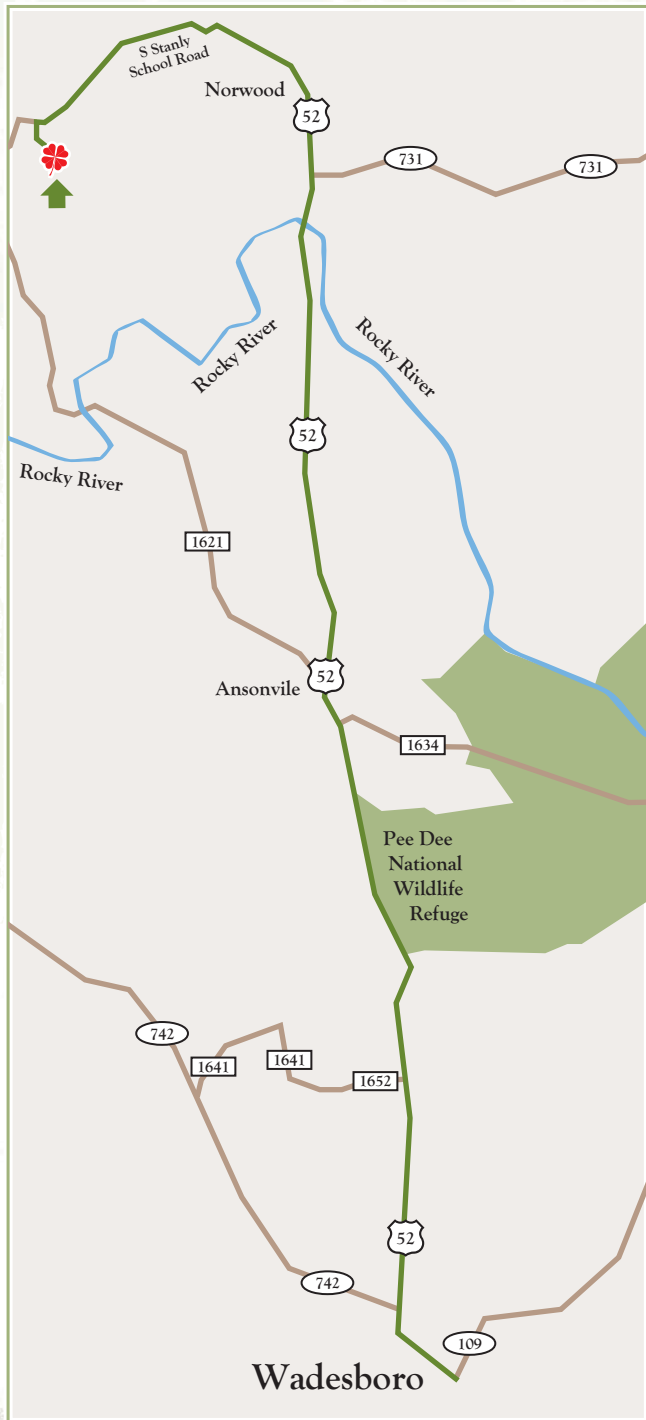 S Stanly
School Road
Norwood
52
731
731
Rocky River
Rocky River
52
Rocky River
1621
52
Ansonvile
1634
Pee Dee
National
Wildlife
Refuge
742
1641
1641
1652
52
742
109
Wadesboro